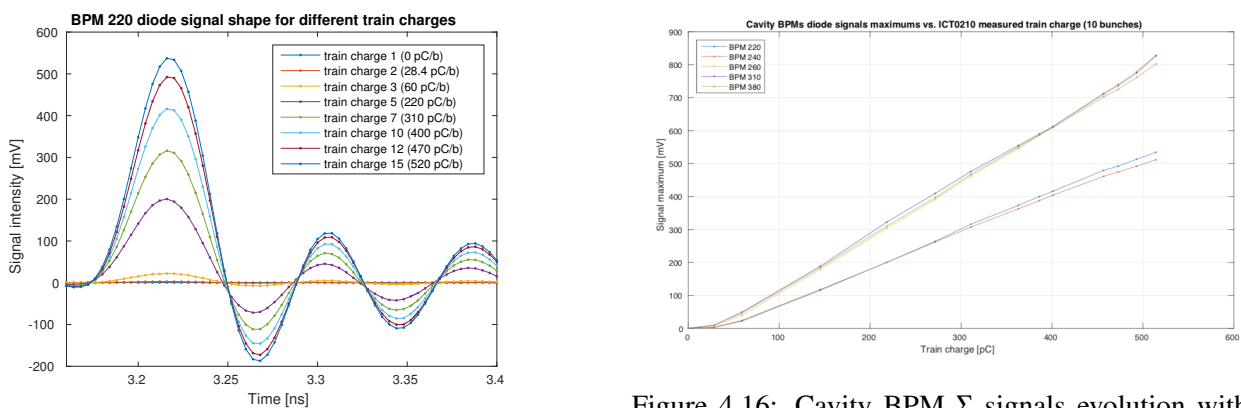 BPM 220 diode signal shape for different train charges
600
500
400
300
200
100
0
-100
-200
Signal intensity [mV]
train charge 1 (0 pC/b)
train charge 2 (28.4 pC/b)
train charge 3 (60 pC/b)
train charge 5 (220 pC/b)
train charge 7 (310 pC/b)
train charge 10 (400 pC/b)
train charge 12 (470 pC/b)
train charge 15 (520 pC/b)
3.2 3.25 3.3 3.35 3.4
Time [ns]
Cavity BPMs diode signals maximums vs. ICT0210 measured train charge (10 bunches)
900
800
700
600
500
400
300
200
100
0
Signal maximum [mV]
BPM 220
BPM 240
BPM 260
BPM 310
BPM 380
0 100 200 300 400 500 600
Train charge [pC]
Figure 4.16: Cavity BPM Σ signals evolution with